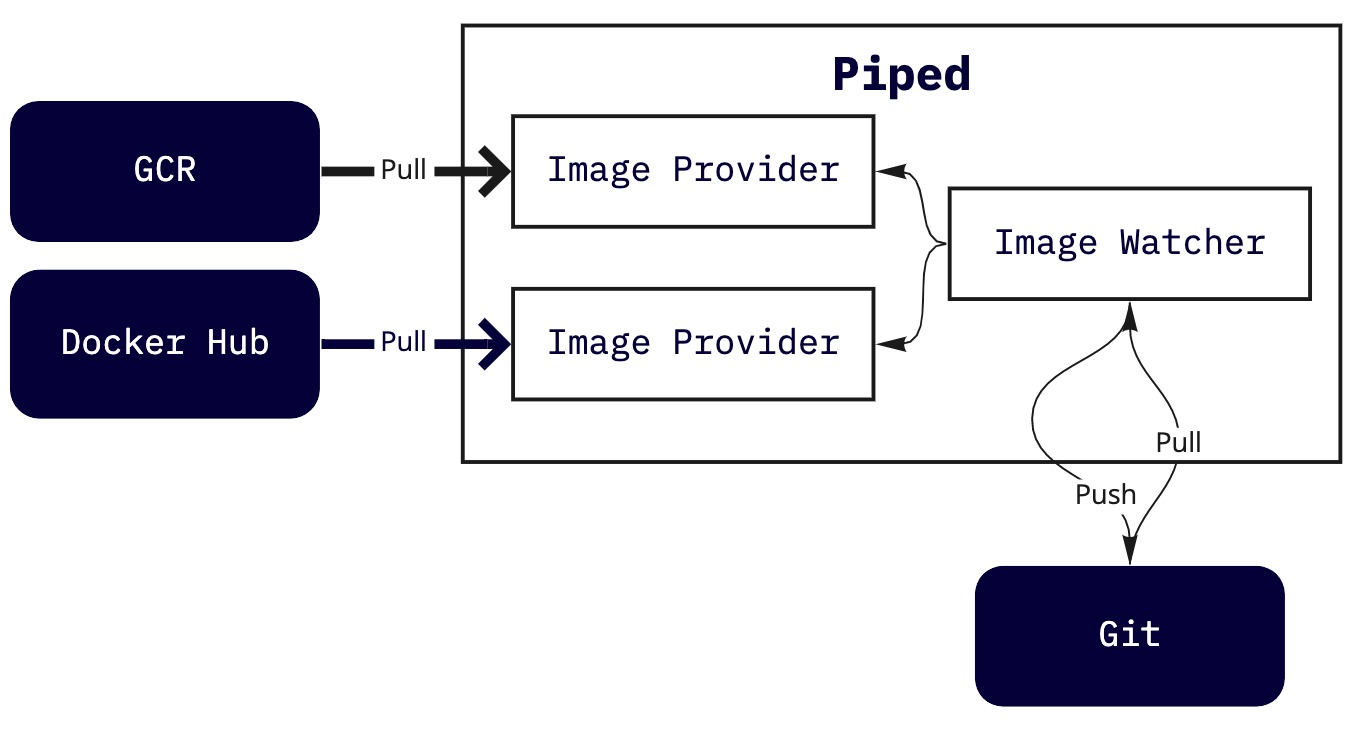 Piped
GCR
Pull
Image Provider
Image Watcher
Docker Hub
Pull
Image Provider
Pull
Push
Git